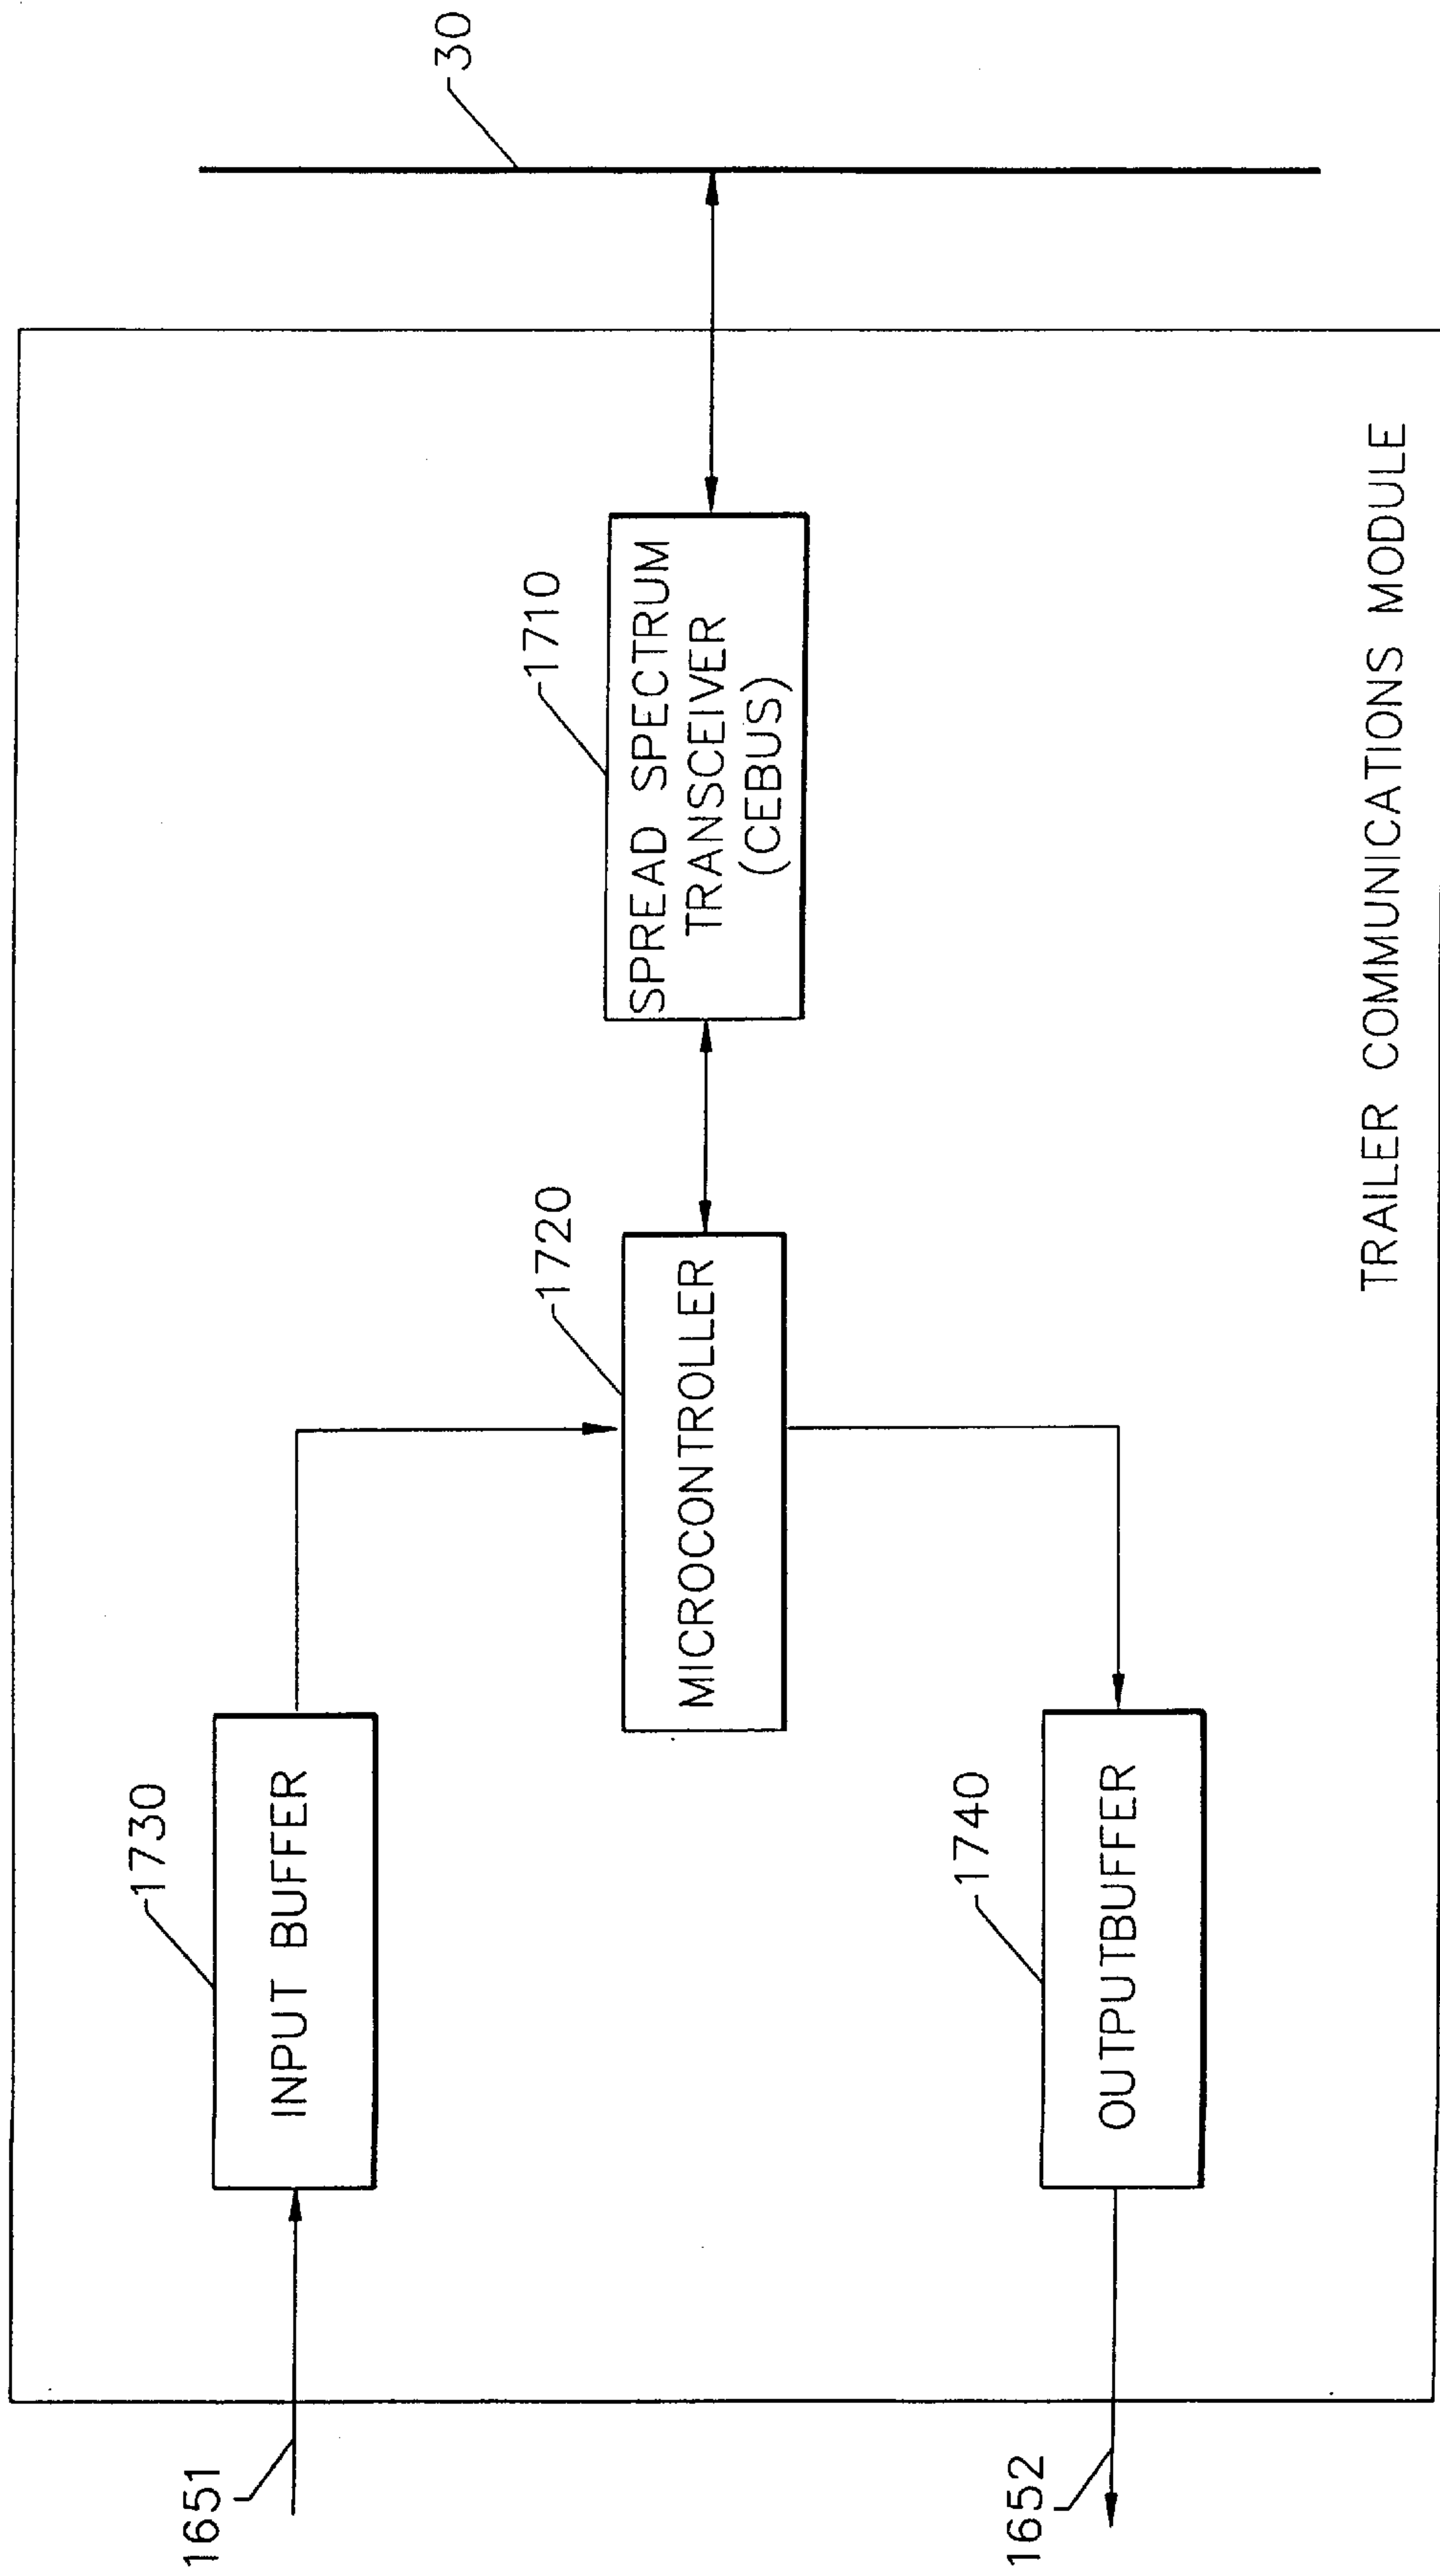 1651
1730
INPUT BUFFER
1720
MICROCONTROLLER
1710
SPREAD SPECTRUM
TRANSCEIVER
(CEBUS)
30
1652
1740
OUTPUTBUFFER
TRAILER COMMUNICATIONS MODULE